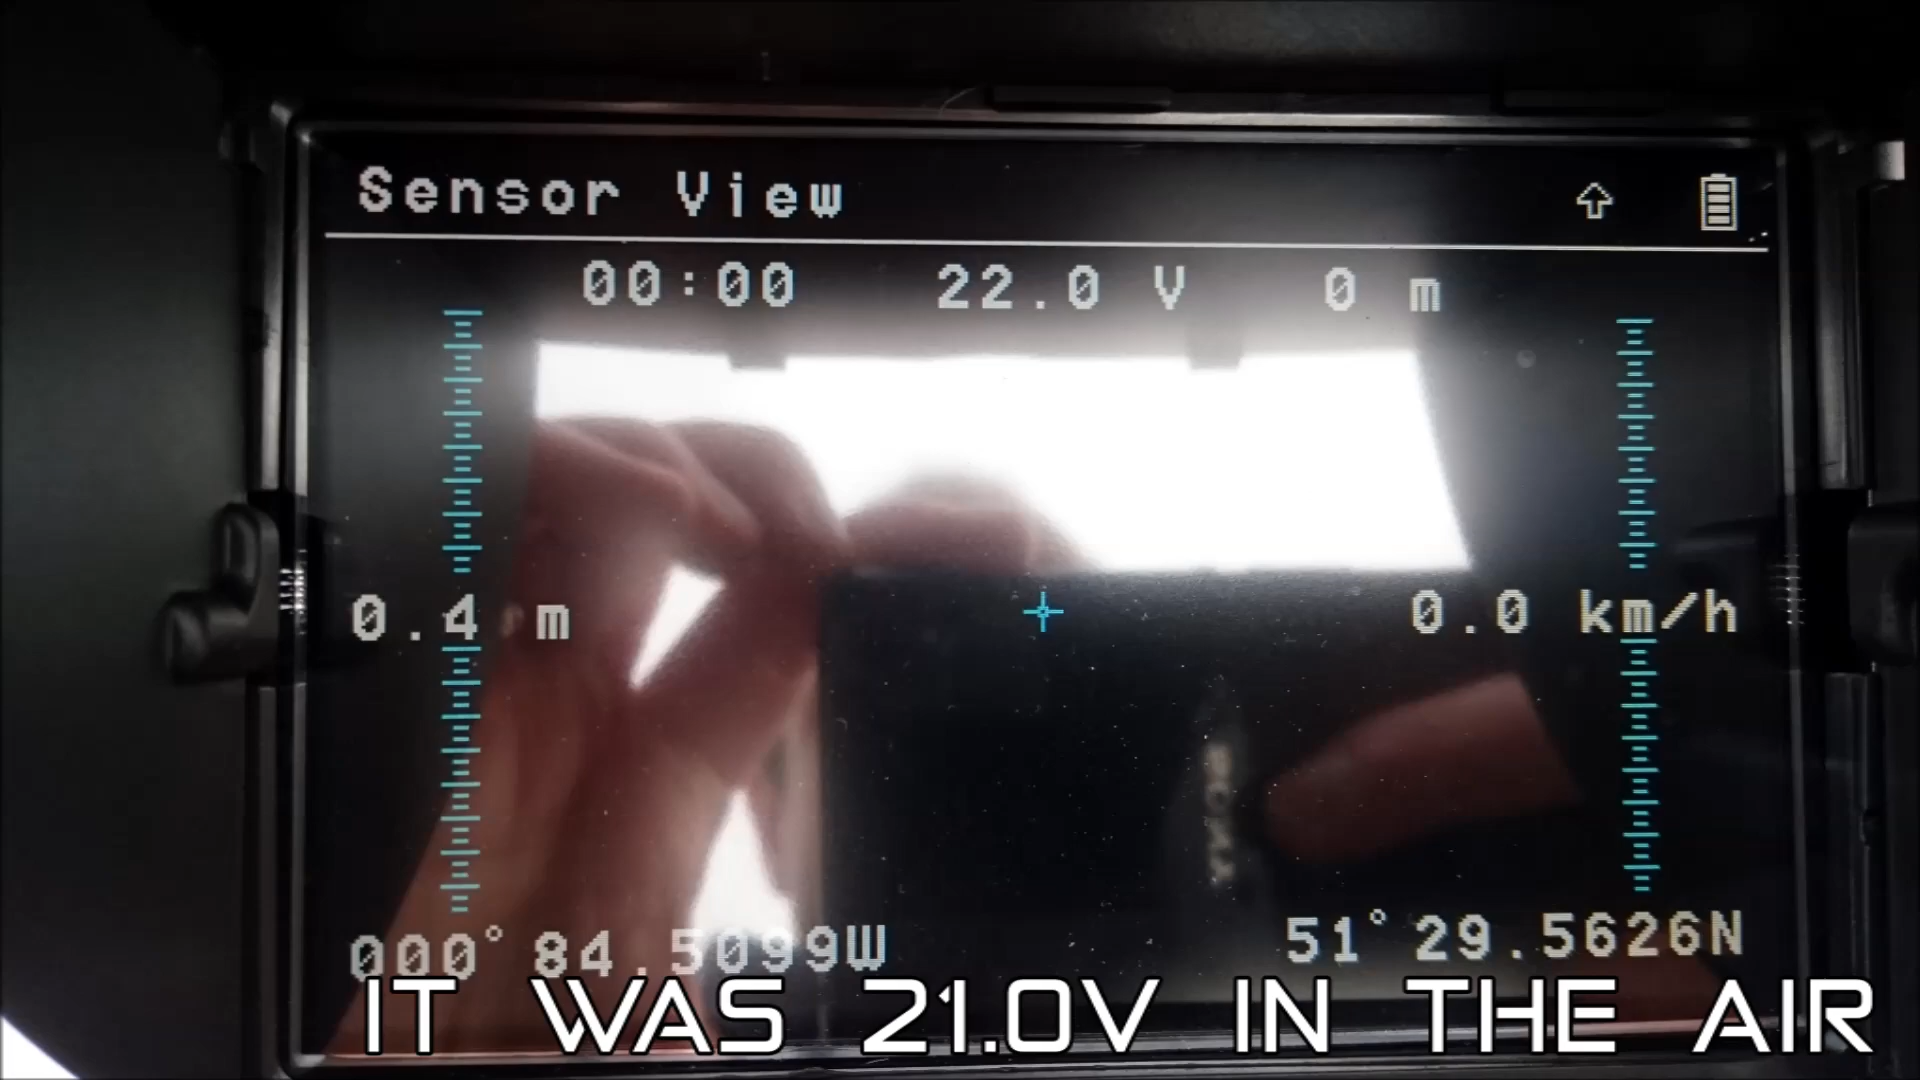 Sensor View
00:00 22.0 V 0 m
0.4 m 0.0 km/h
000°84.5099W 51°29.5626N
IT WAS 21.0V IN THE AIR